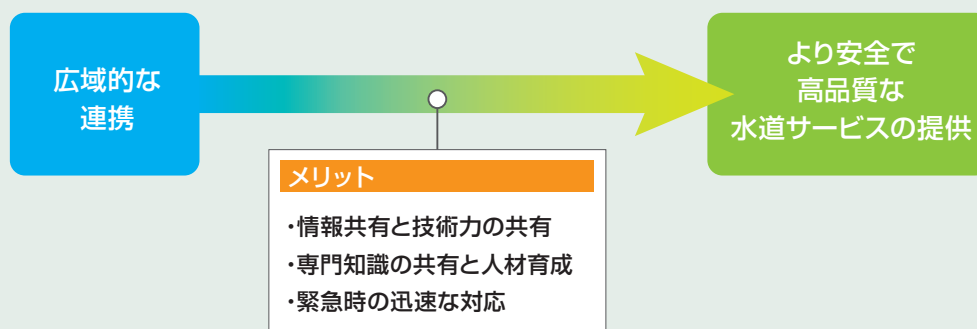 広域的な
連携
より安全で
高品質な
水道サービスの提供
メリット
・情報共有と技術力の共有
・専門知識の共有と人材育成
・緊急時の迅速な対応